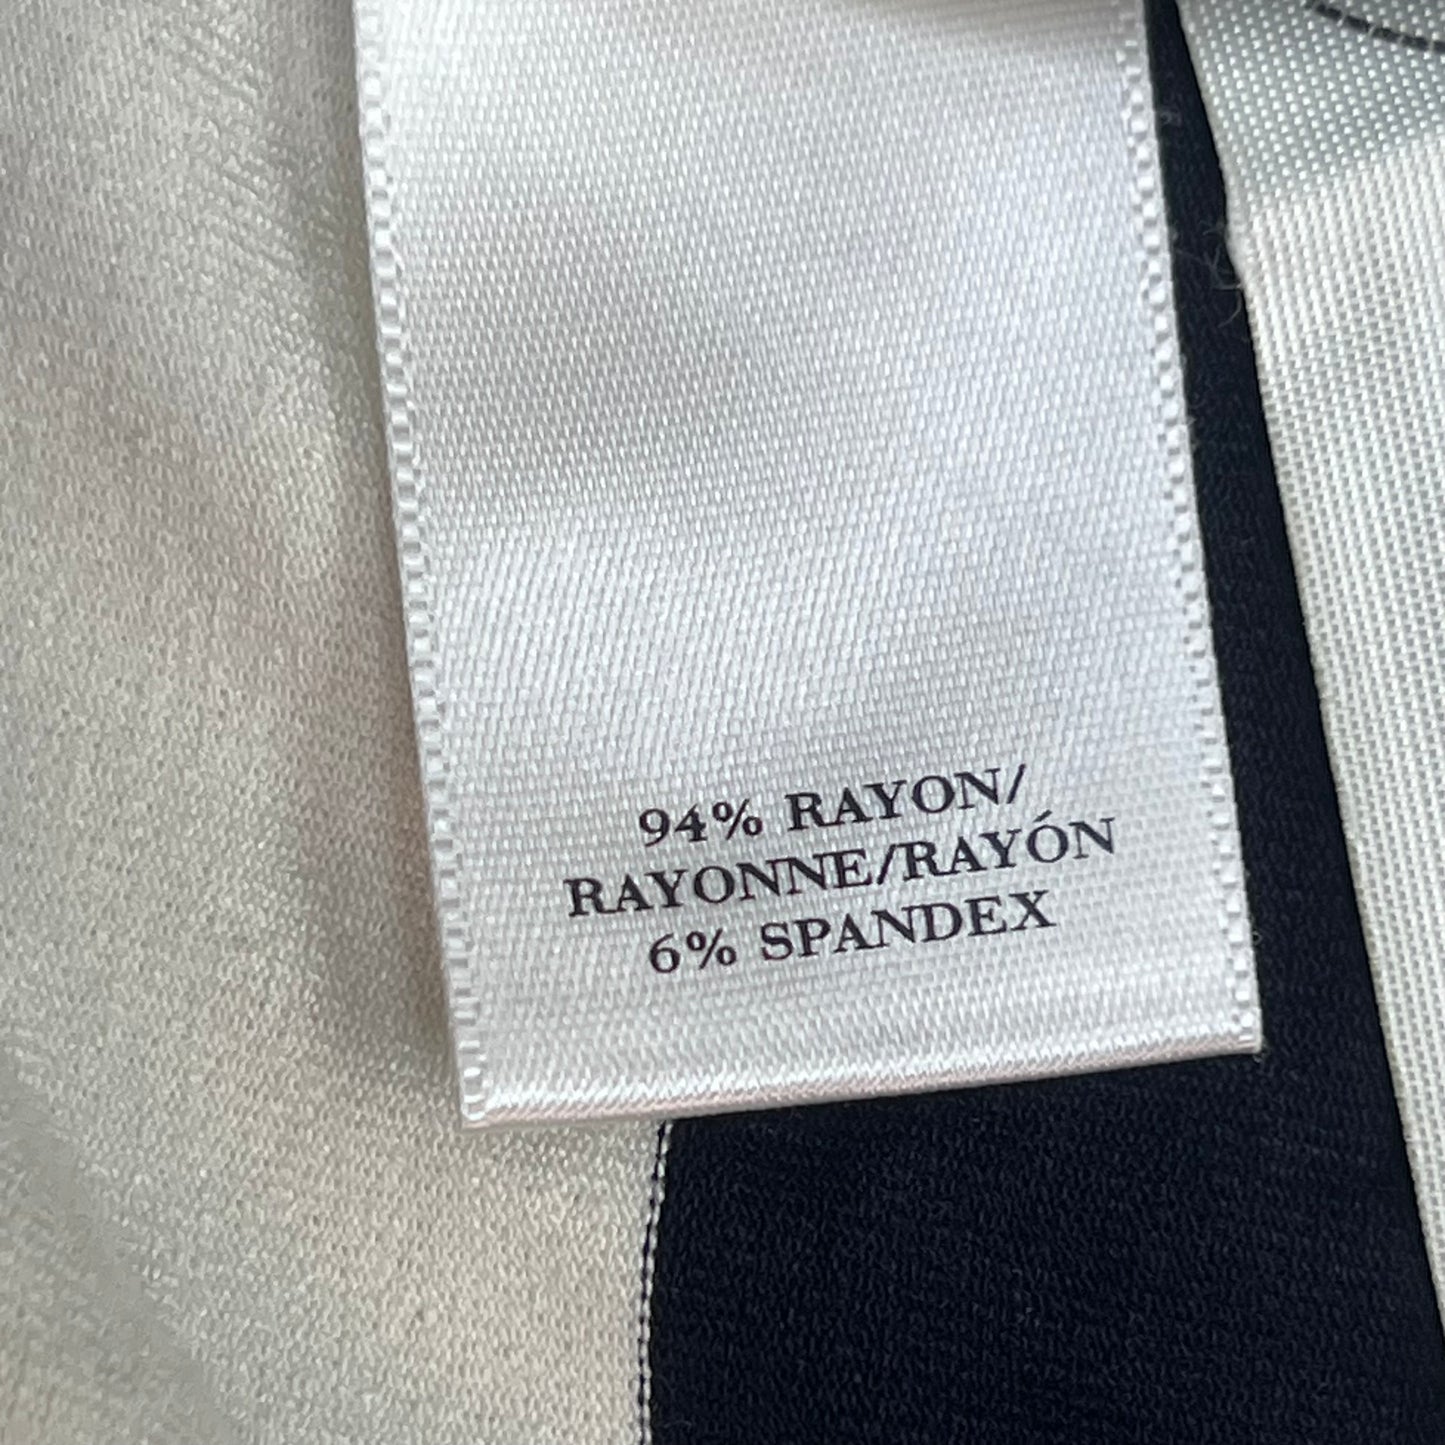 94% RAYON/
RAYONNE/RAYÓN
6% SPANDEX